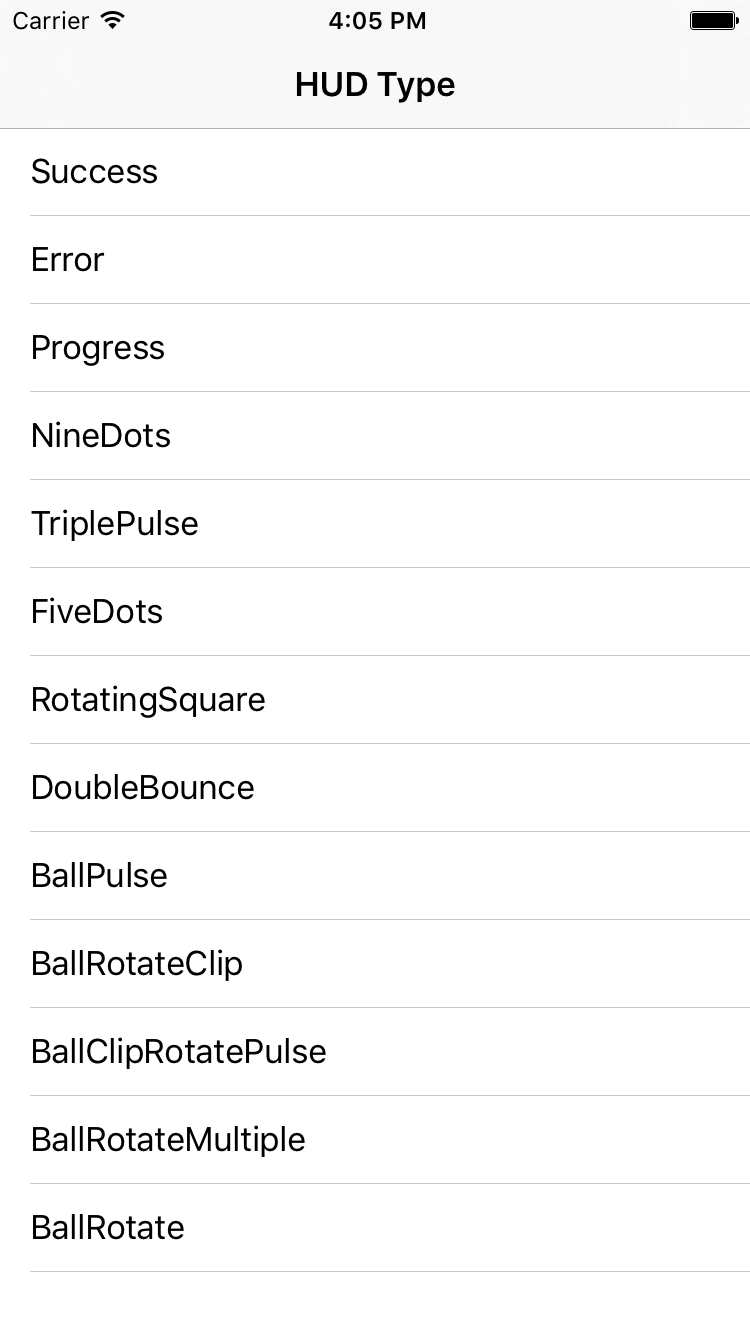 Carrier 4:05 PM
HUD Type
Success
Error
Progress
NineDots
TriplePulse
FiveDots
RotatingSquare
DoubleBounce
BallPulse
BallRotateClip
BallClipRotatePulse
BallRotateMultiple
BallRotate